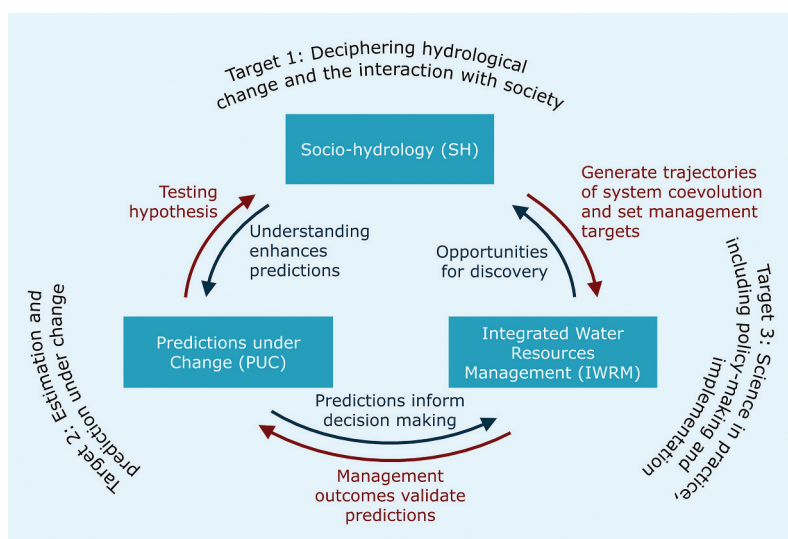 Target 1: Deciphering hydrological
change and the interaction with society
Socio-hydrology (SH)
Testing
hypothesis
Understanding
enhances
predictions
Generate trajectories
of system coevolution
and set management
targets
Opportunities
for discovery
Target 2: Estimation and
prediction under change
Predictions under
Change (PUC)
Integrated Water
Resources
Management (IWRM)
Target 3: Science in practice,
including policy-making and
implementation
Predictions inform
decision making
Management
outcomes validate
predictions